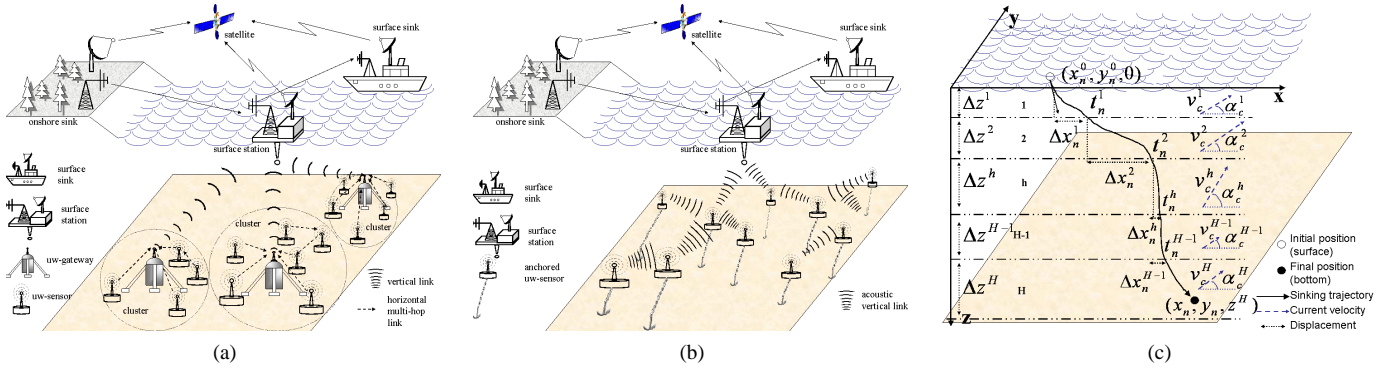 satellite
surface sink
onshore sink
surface station
surface
sink
surface
station
uw-gateway
uw-sensor
cluster
cluster
cluster
vertical link
horizontal
multi-hop
link
(a)
satellite
surface sink
onshore sink
surface station
surface
sink
surface
station
anchored
uw-sensor
acoustic
vertical link
(b)
y
(x_n^0, y_n^0, 0)
x
Δz^1 1 Δx_n^1 t_n^1 v_c^1 α_c^1
Δz^2 2 Δx_n^2 t_n^2 v_c^2 α_c^2
Δz^h h Δx_n^h t_n^h v_c^h α_c^h
Δz^{H-1} H-1 Δx_n^{H-1} t_n^{H-1} v_c^{H-1} α_c^{H-1}
Δz^H H v_c^H α_c^H
(x_n, y_n, z^H)
z
Initial position
(surface)
Final position
(bottom)
Sinking trajectory
Current velocity
Displacement
(c)